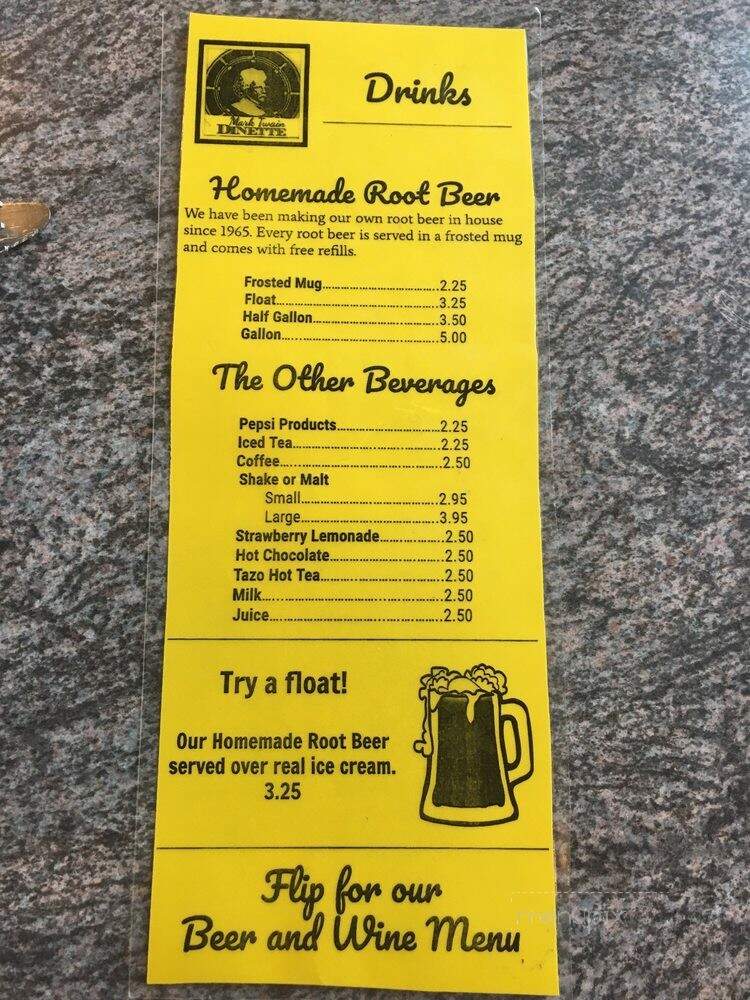 Mark Twain
DINETTE
Drinks
Homemade Root Beer
We have been making our own root beer in house
since 1965. Every root beer is served in a frosted mug
and comes with free refills.
Frosted Mug..............................2.25
Float..............................3.25
Half Gallon..............................3.50
Gallon..............................5.00
The Other Beverages
Pepsi Products..............................2.25
Iced Tea..............................2.25
Coffee..............................2.50
Shake or Malt
Small..............................2.95
Large..............................3.95
Strawberry Lemonade..............................2.50
Hot Chocolate..............................2.50
Tazo Hot Tea..............................2.50
Milk..............................2.50
Juice..............................2.50
Try a float!
Our Homemade Root Beer
served over real ice cream.
3.25
Flip for our
Beer and Wine Menu